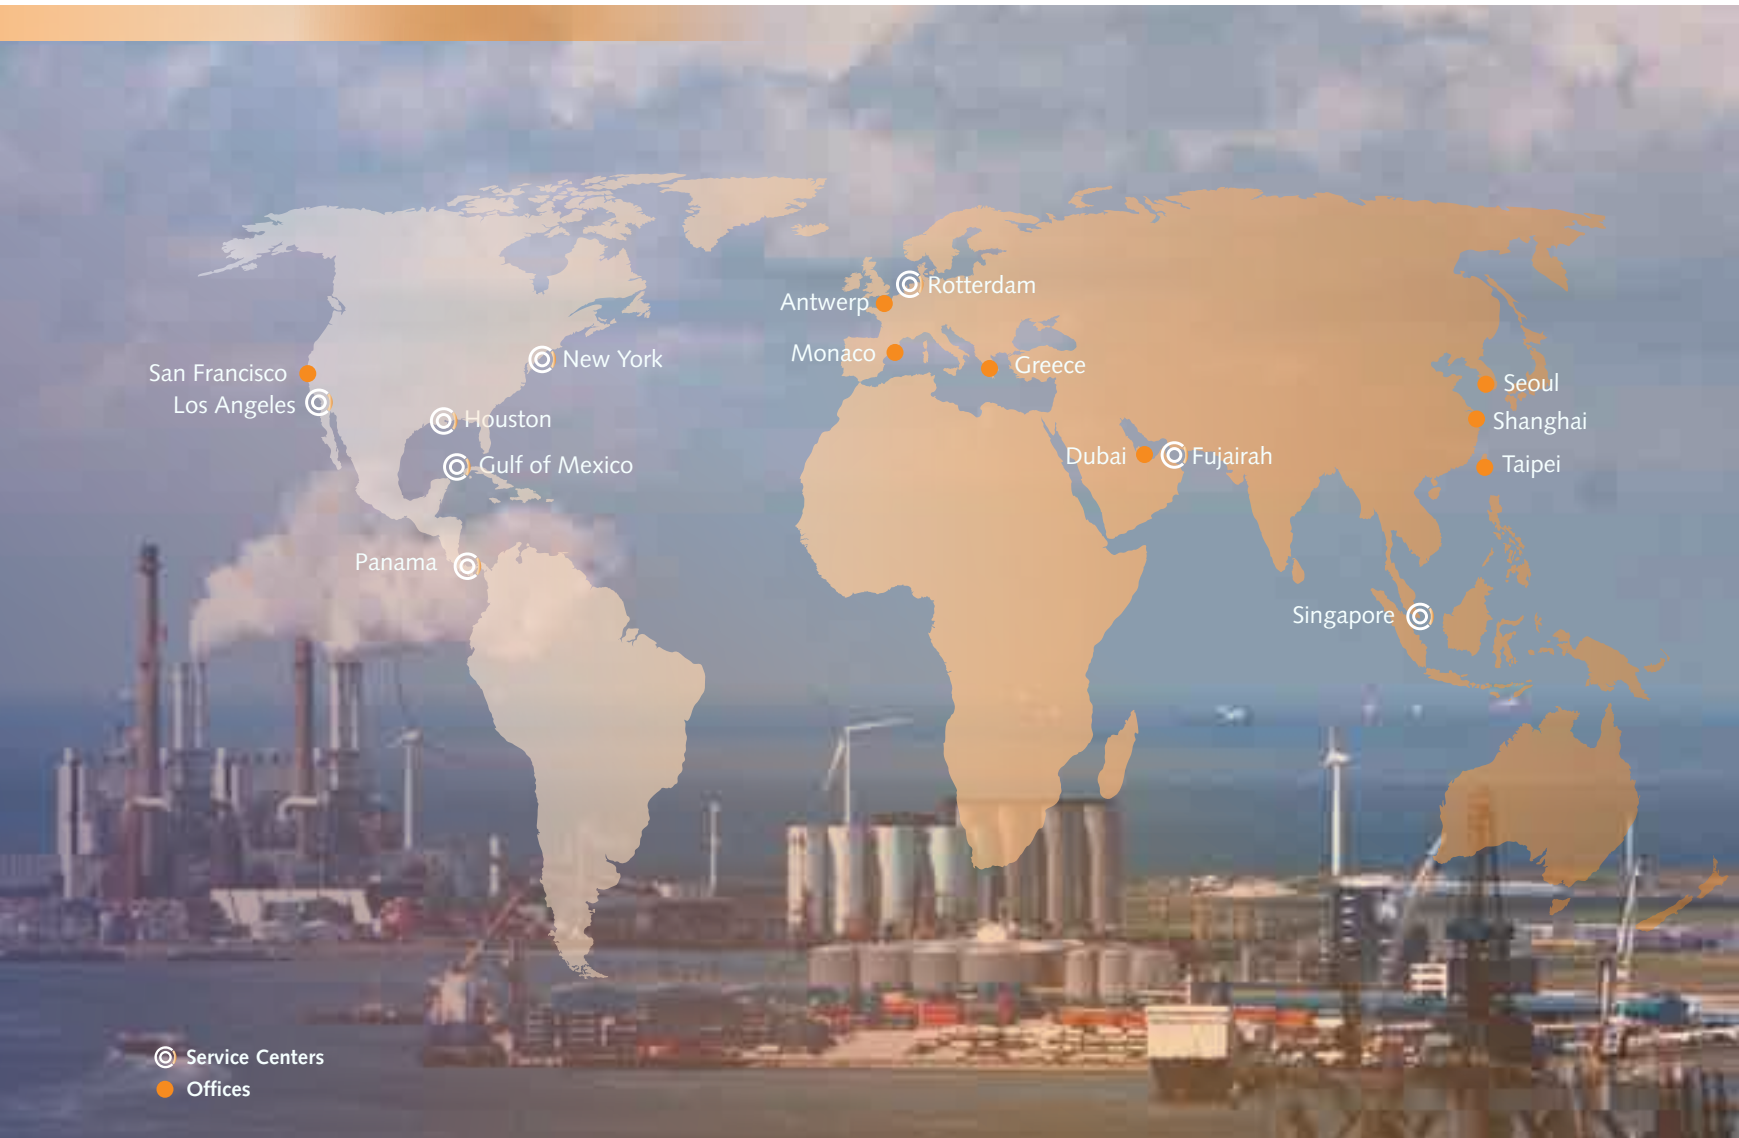 Rotterdam
Antwerp
Monaco
Greece
New York
San Francisco
Los Angeles
Houston
Gulf of Mexico
Seoul
Shanghai
Dubai
Fujairah
Taipei
Panama
Singapore
Service Centers
Offices